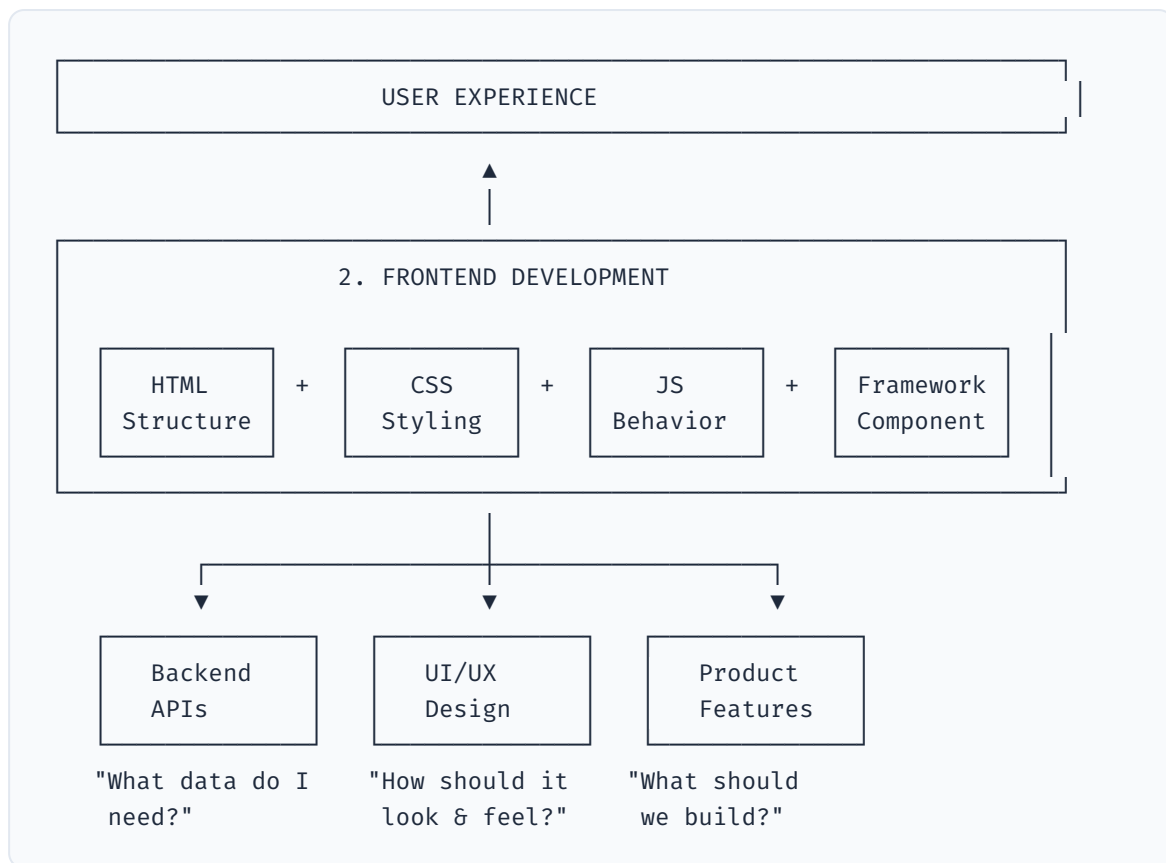 USER EXPERIENCE
2. FRONTEND DEVELOPMENT
HTML + CSS + JS + Framework
Structure Styling Behavior Component
Backend UI/UX Product
APIs Design Features
"What data do I "How should it "What should
need?" look & feel?" we build?"